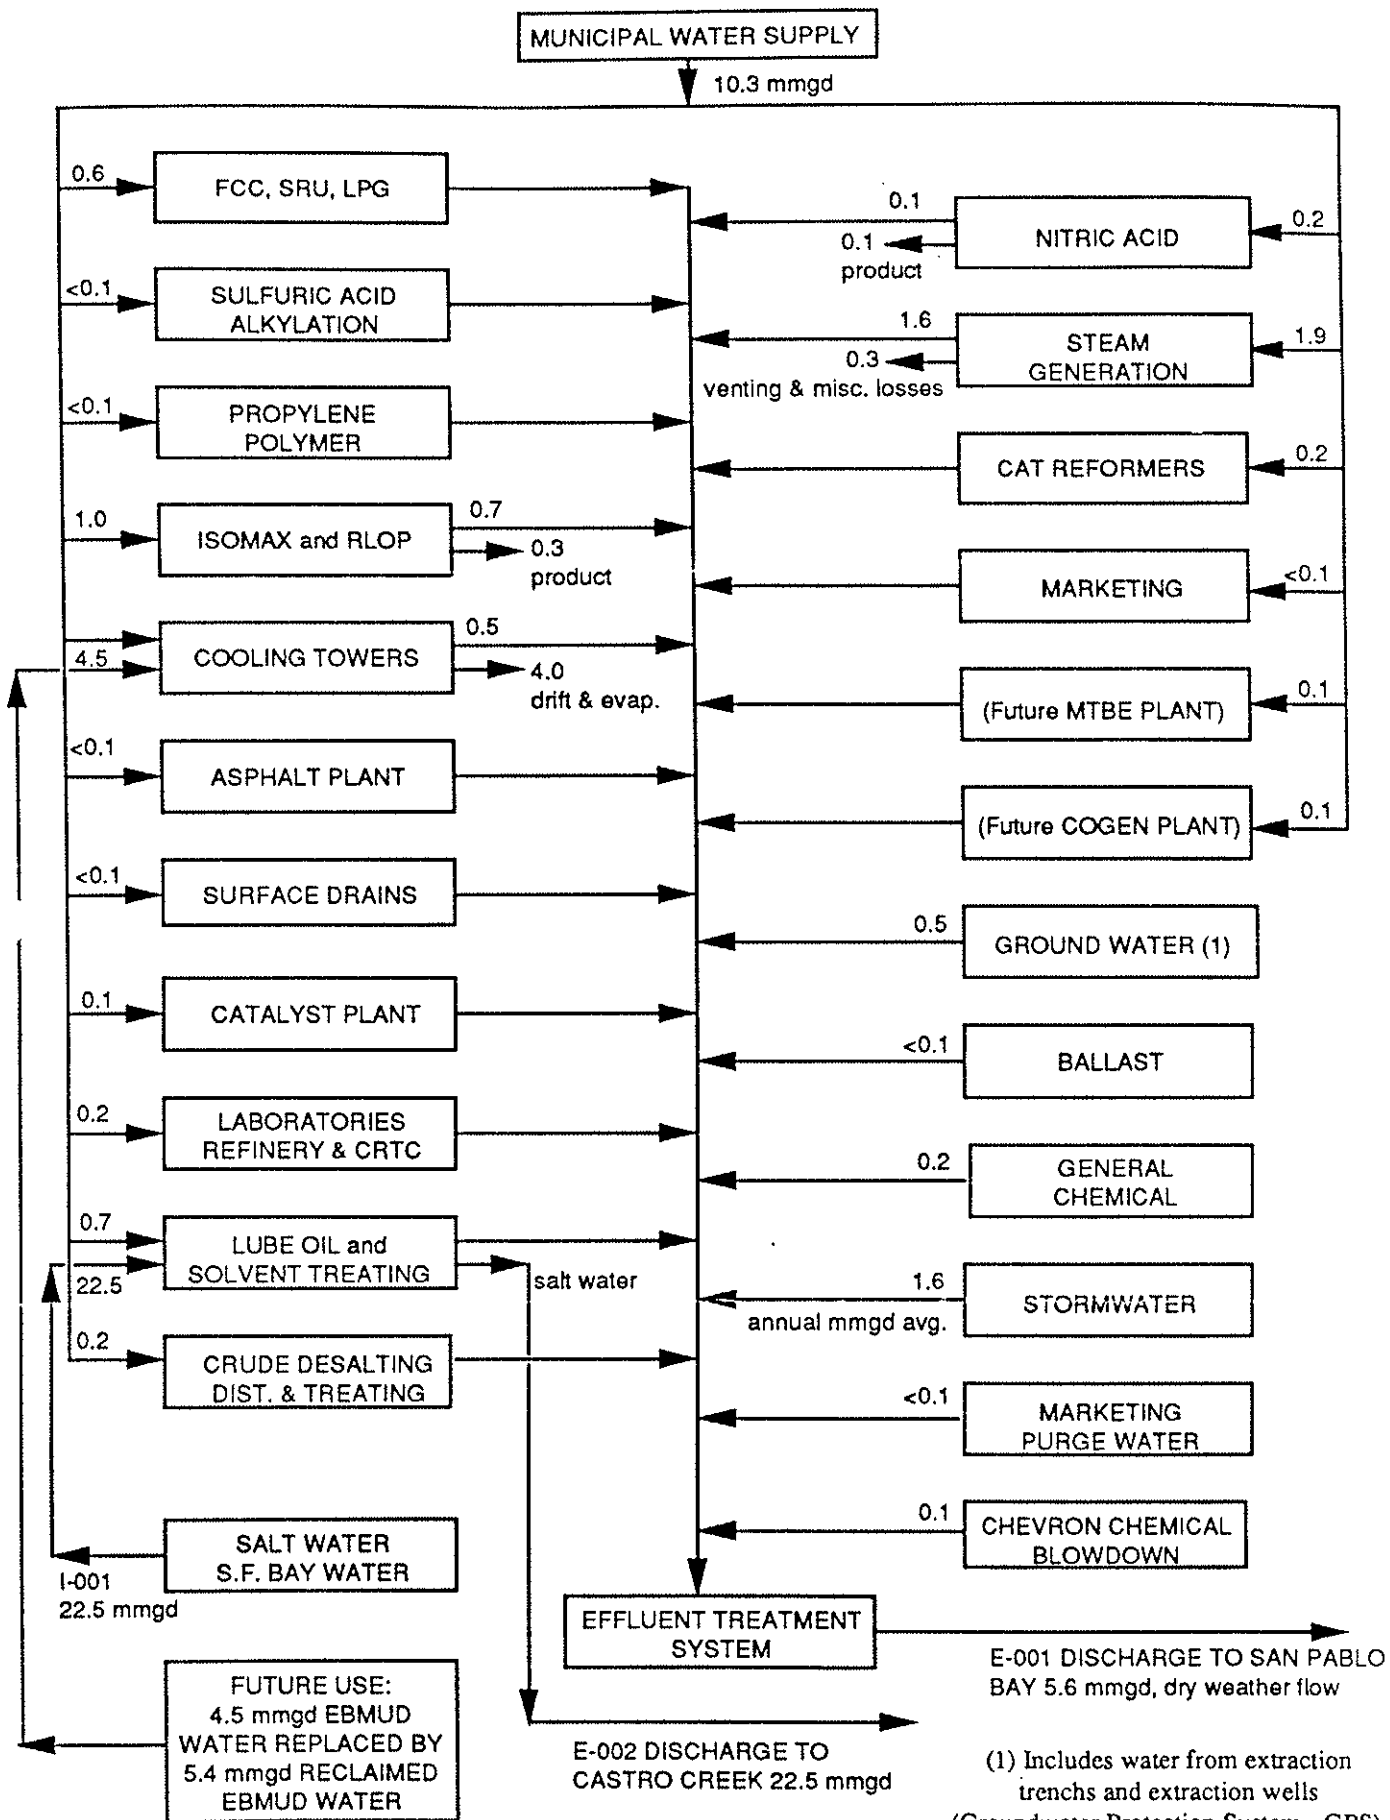 MUNICIPAL WATER SUPPLY
10.3 mmgd
0.6
FCC, SRU, LPG
<0.1
SULFURIC ACID
ALKYLATION
<0.1
PROPYLENE
POLYMER
1.0
ISOMAX and RLOP
0.7
0.3
product
4.5
COOLING TOWERS
0.5
4.0
drift & evap.
<0.1
ASPHALT PLANT
<0.1
SURFACE DRAINS
0.1
CATALYST PLANT
0.2
LABORATORIES
REFINERY & CRTC
0.7
22.5
LUBE OIL and
SOLVENT TREATING
salt water
0.2
CRUDE DESALTING
DIST. & TREATING
SALT WATER
S.F. BAY WATER
I-001
22.5 mmgd
FUTURE USE:
4.5 mmgd EBMUD
WATER REPLACED BY
5.4 mmgd RECLAIMED
EBMUD WATER
0.1
0.1
product
NITRIC ACID
0.2
1.6
0.3
venting & misc. losses
STEAM
GENERATION
1.9
CAT REFORMERS
0.2
MARKETING
<0.1
(Future MTBE PLANT)
0.1
(Future COGEN PLANT)
0.1
0.5
GROUND WATER (1)
<0.1
BALLAST
0.2
GENERAL
CHEMICAL
1.6
annual mmgd avg.
STORMWATER
<0.1
MARKETING
PURGE WATER
0.1
CHEVRON CHEMICAL
BLOWDOWN
EFFLUENT TREATMENT
SYSTEM
E-001 DISCHARGE TO SAN PABLO
BAY 5.6 mmgd, dry weather flow
E-002 DISCHARGE TO
CASTRO CREEK 22.5 mmgd
(1) Includes water from extraction
trenchs and extraction wells
(Groundwater Protection System - GPS)